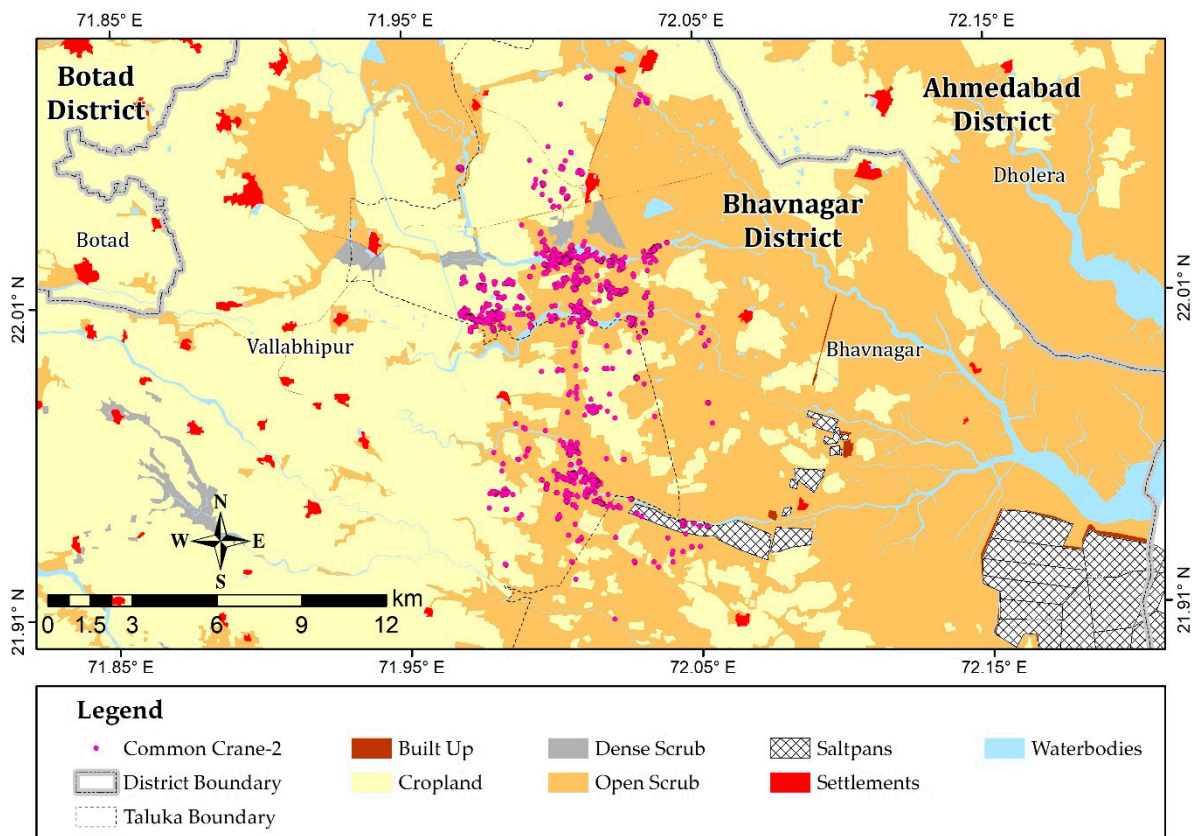 71.85° E 71.95° E 72.05° E 72.15° E
Botad
District
Ahmedabad
District
Dholera
Bhavnagar
District
Botad
22.01° N
22.01° N
Vallabhipur
Bhavnagar
N
W E
S
km
0 1.5 3 6 9 12
21.91° N
21.91° N
71.85° E 71.95° E 72.05° E 72.15° E
Legend
Common Crane-2 Built Up Dense Scrub Saltpans Waterbodies
District Boundary Cropland Open Scrub Settlements
Taluka Boundary